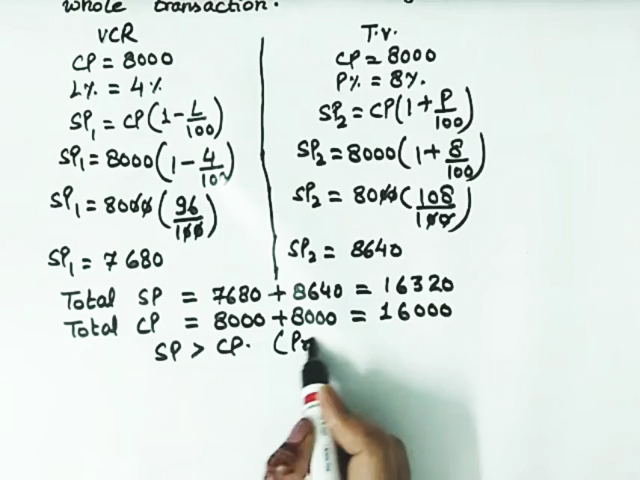 whole transaction.
VCR
CP = 8000
L% = 4%
SP₁ = CP(1 - L/100)
SP₁ = 8000(1 - 4/100)
SP₁ = 8000(96/100)
SP₁ = 7680
T.V.
CP = 8000
P% = 8%
SP₂ = CP(1 + P/100)
SP₂ = 8000(1 + 8/100)
SP₂ = 8000(108/100)
SP₂ = 8640
Total SP = 7680 + 8640 = 16320
Total CP = 8000 + 8000 = 16000
SP > CP. (Pr